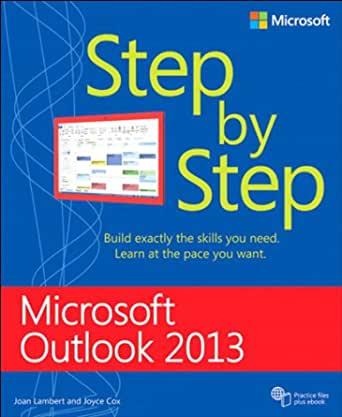 Microsoft
Step
by
Step
Build exactly the skills you need.
Learn at the pace you want.
Microsoft
Outlook 2013
Joan Lambert and Joyce Cox
Practice files
plus ebook